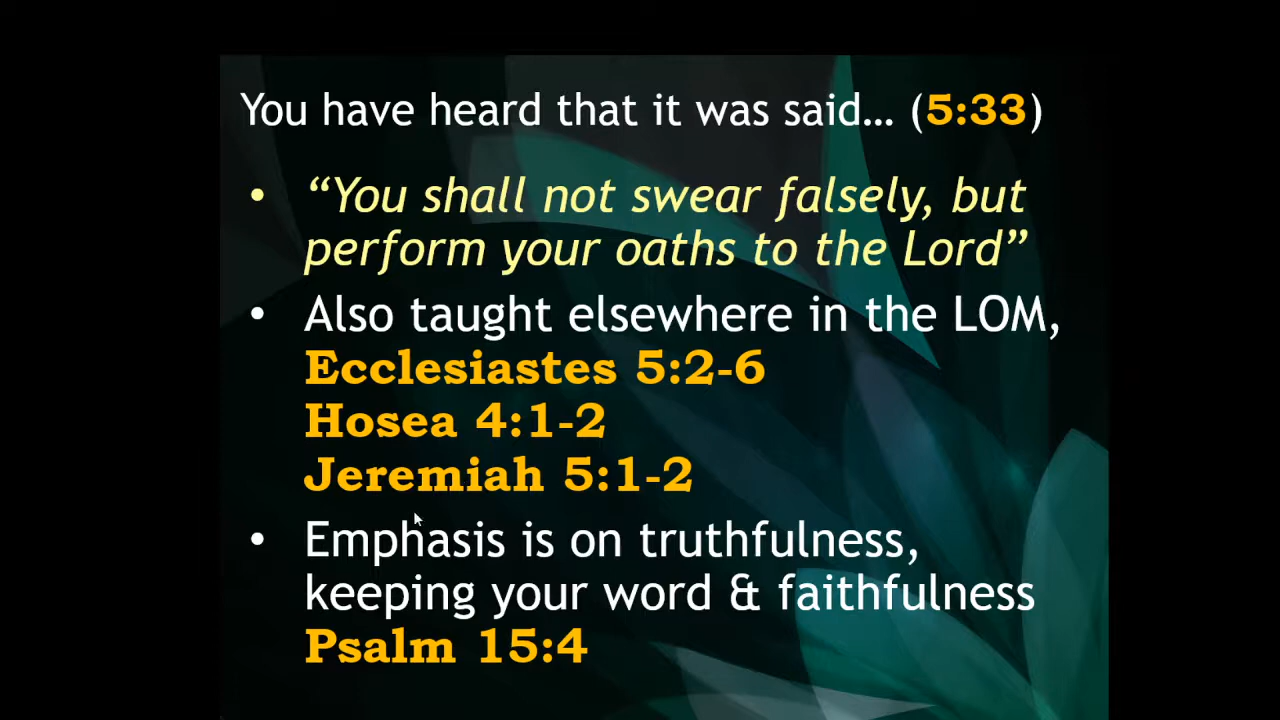 You have heard that it was said… (5:33)
• “You shall not swear falsely, but
perform your oaths to the Lord”
• Also taught elsewhere in the LOM,
Ecclesiastes 5:2-6
Hosea 4:1-2
Jeremiah 5:1-2
• Emphasis is on truthfulness,
keeping your word & faithfulness
Psalm 15:4